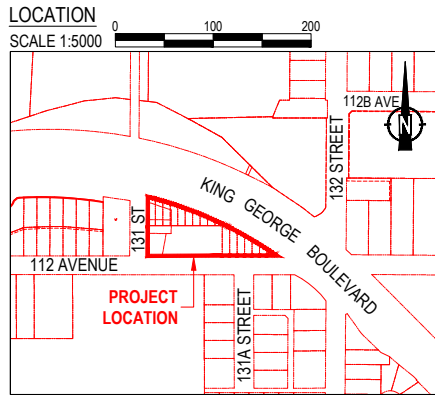 LOCATION
SCALE 1:5000
0 100 200
112B AVE
N
132 STREET
KING GEORGE BOULEVARD
131 ST
112 AVENUE
PROJECT
LOCATION
131A STREET